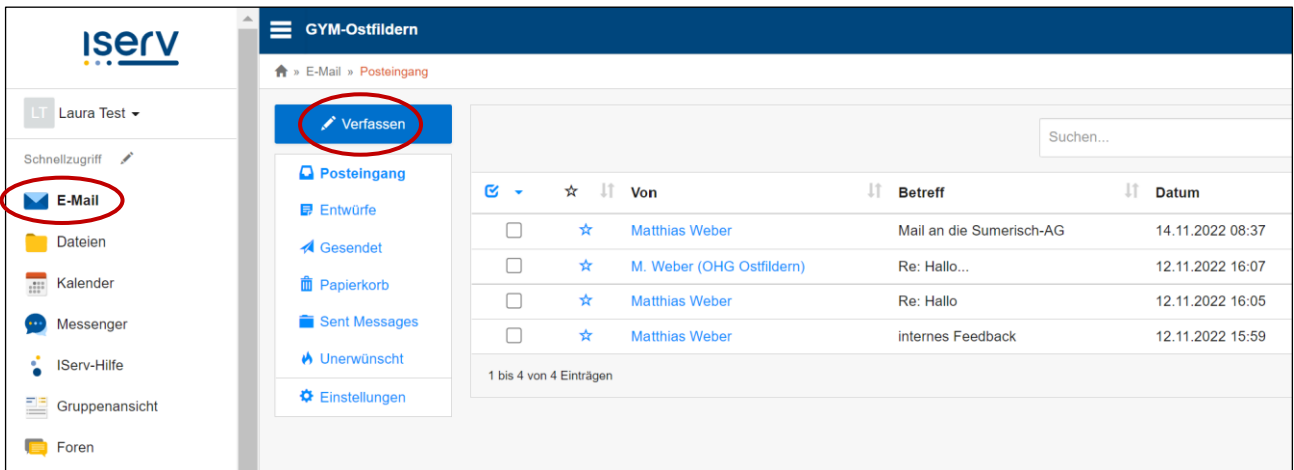 IServ
LT Laura Test
Schnellzugriff
E-Mail
Dateien
Kalender
Messenger
IServ-Hilfe
Gruppenansicht
Foren
GYM-Ostfildern
» E-Mail » Posteingang
Verfassen
Posteingang
Entwürfe
Gesendet
Papierkorb
Sent Messages
Unerwünscht
Einstellungen
Suchen...
Von Betreff Datum
Matthias Weber Mail an die Sumerisch-AG 14.11.2022 08:37
M. Weber (OHG Ostfildern) Re: Hallo... 12.11.2022 16:07
Matthias Weber Re: Hallo 12.11.2022 16:05
Matthias Weber internes Feedback 12.11.2022 15:59
1 bis 4 von 4 Einträgen